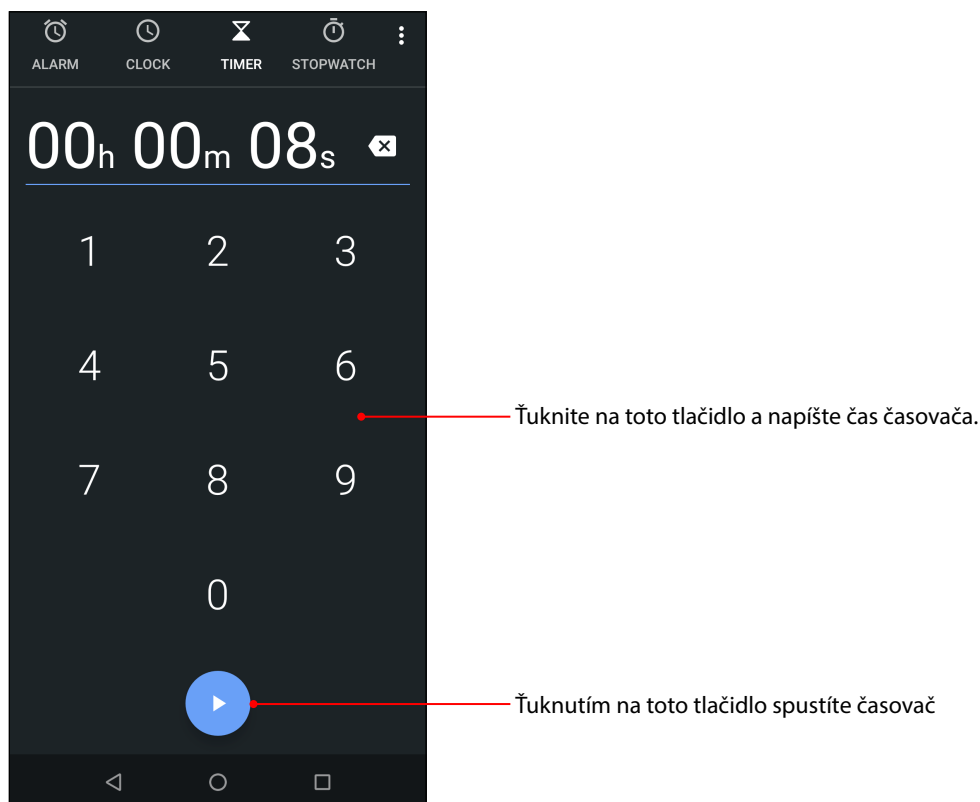 ALARM CLOCK TIMER STOPWATCH
00h 00m 08s
1 2 3
4 5 6
Ťuknite na toto tlačidlo a napíšte čas časovača.
7 8 9
0
Ťuknutím na toto tlačidlo spustíte časovač